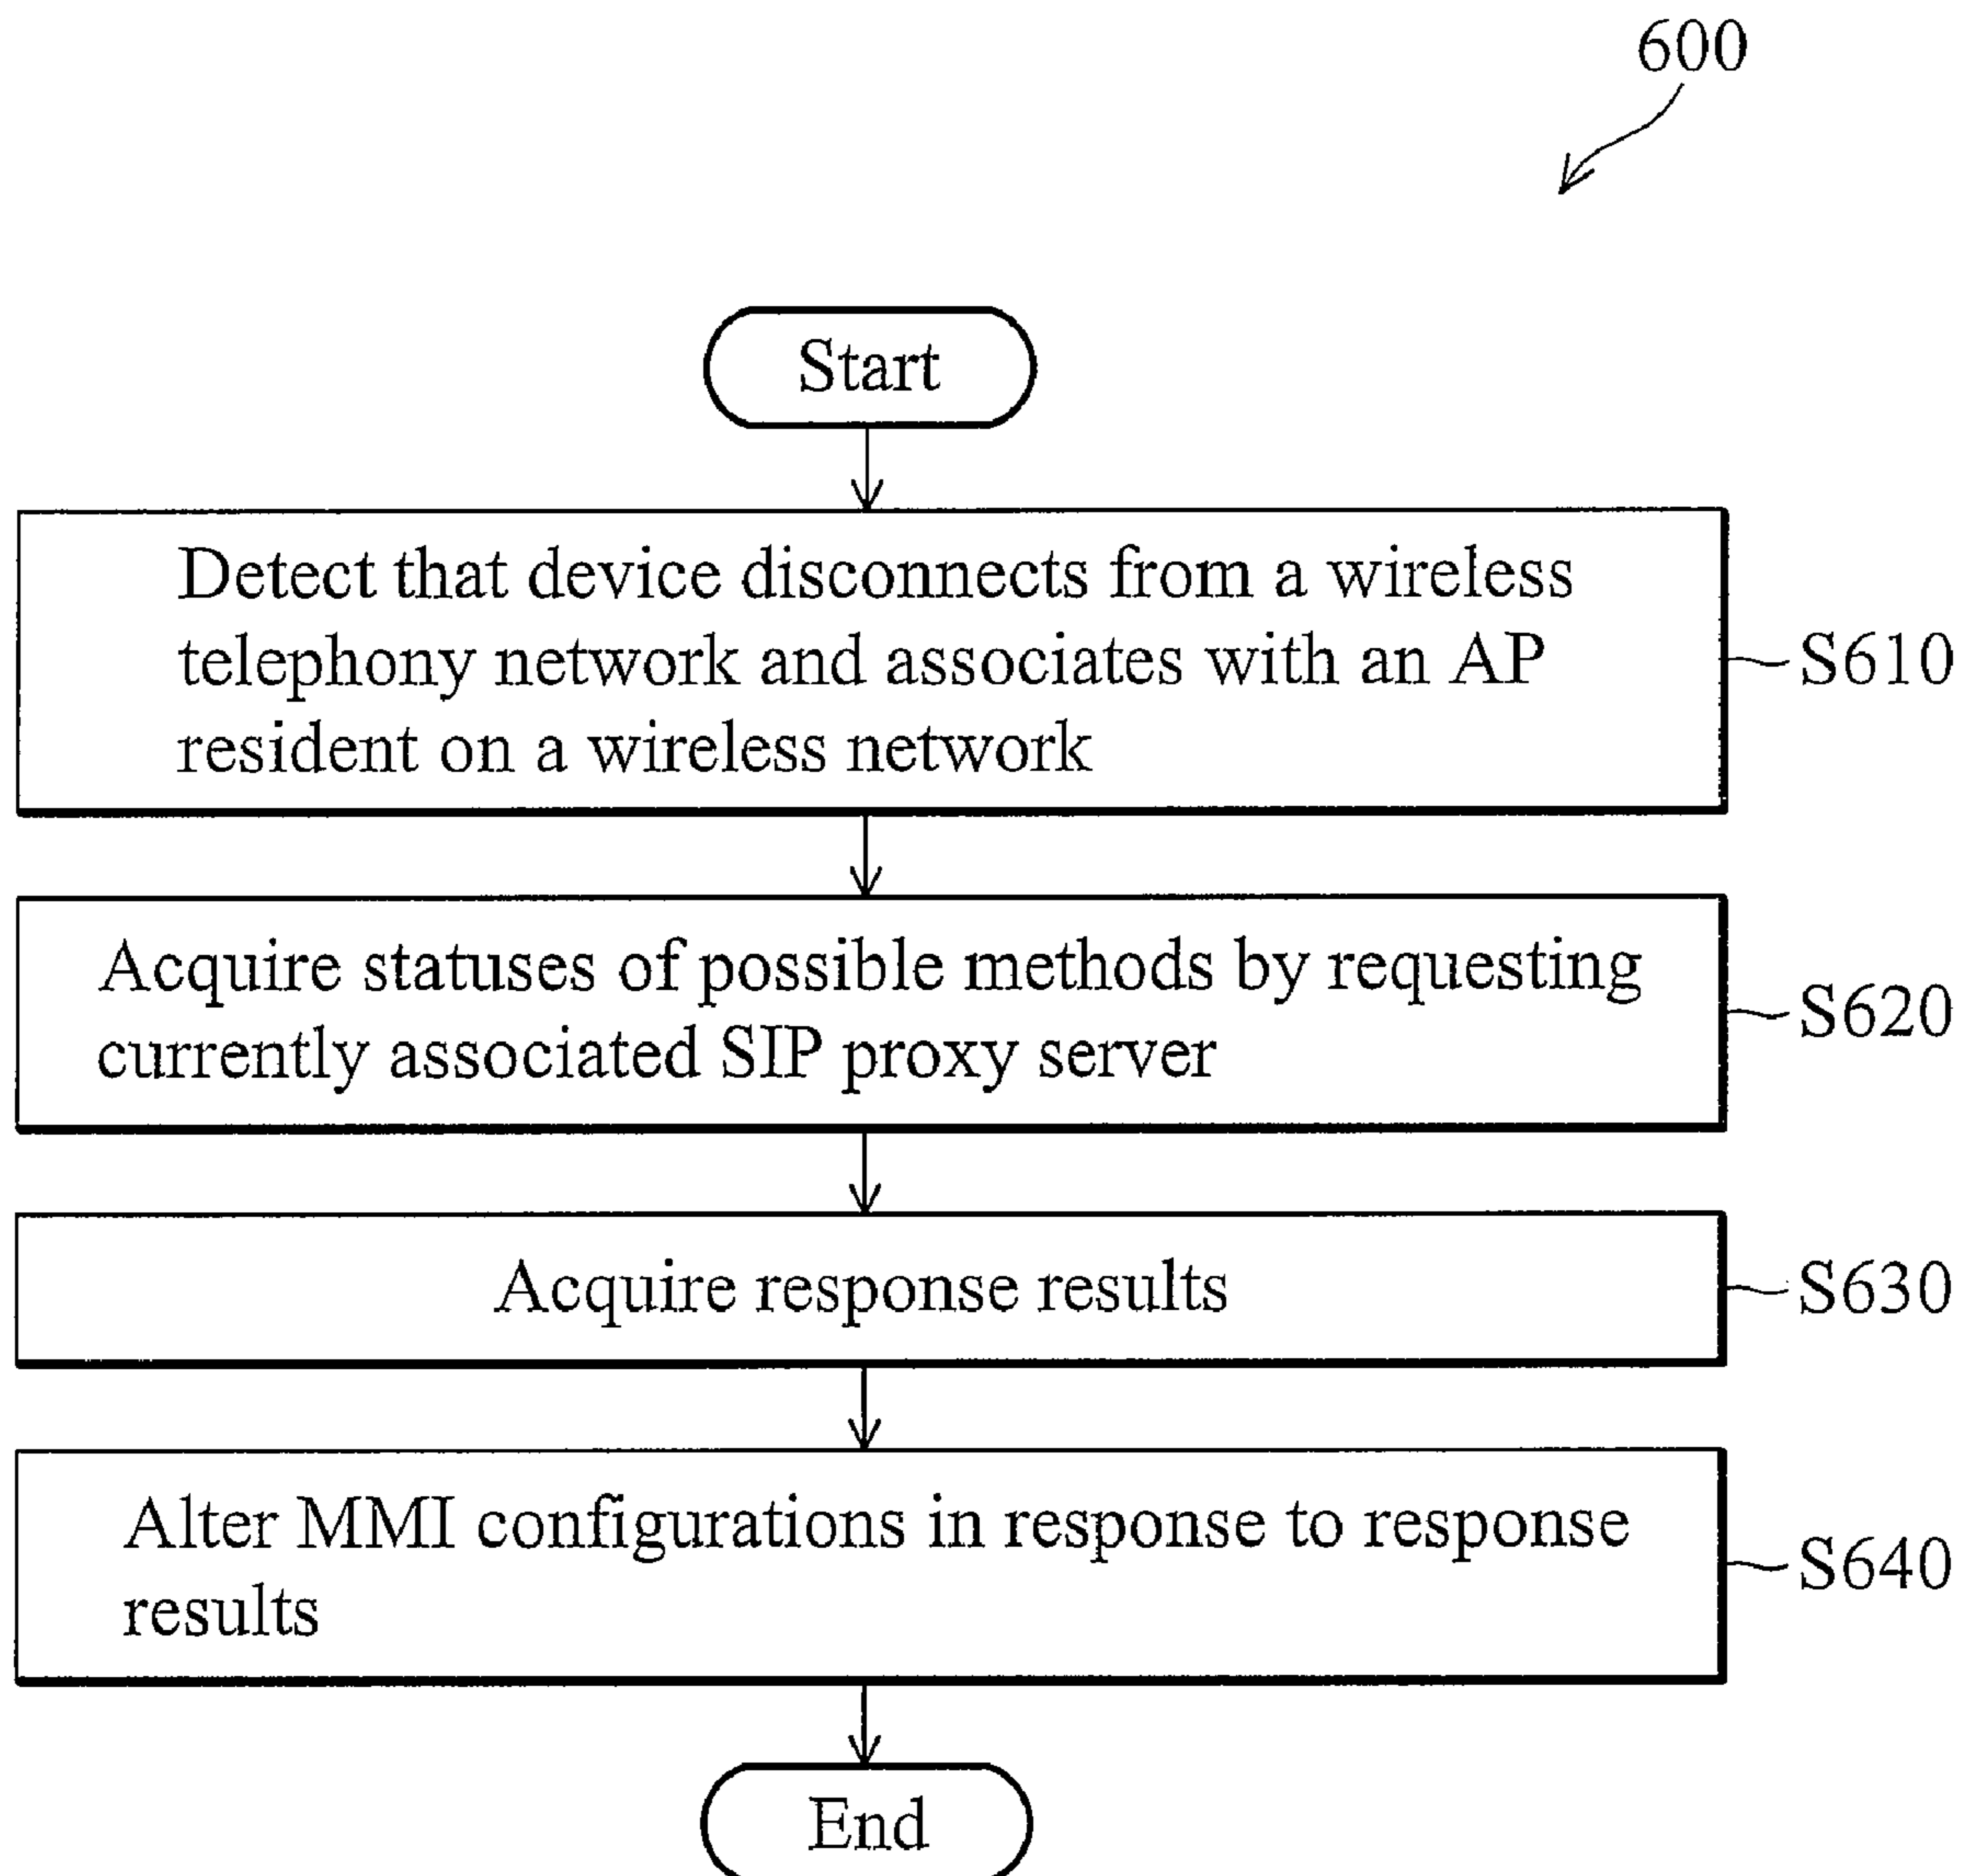 600
Start
Detect that device disconnects from a wireless
telephony network and associates with an AP
resident on a wireless network
S610
Acquire statuses of possible methods by requesting
currently associated SIP proxy server
S620
Acquire response results
S630
Alter MMI configurations in response to response
results
S640
End